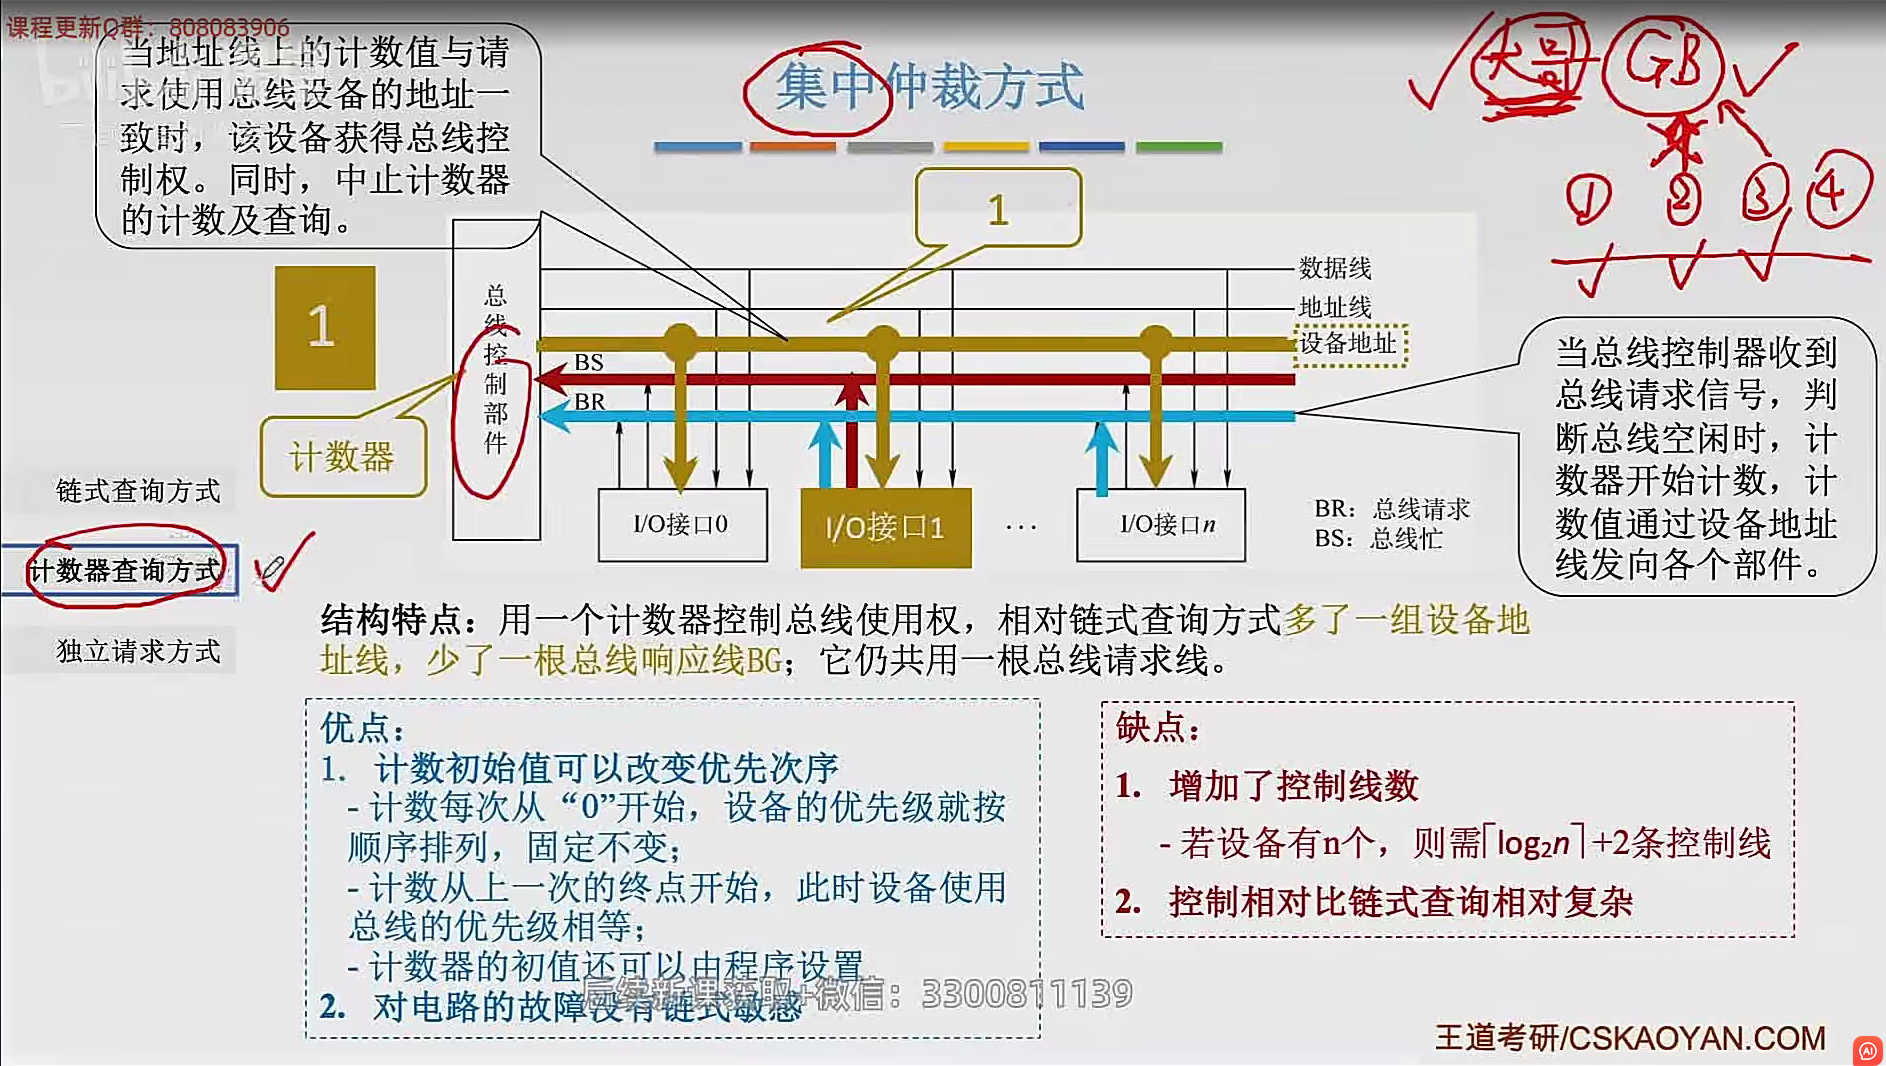 课程更新Q群：808083906
当地址线上的计数值与请
求使用总线设备的地址一
致时，该设备获得总线控
制权。同时，中止计数器
的计数及查询。
集中仲裁方式
大哥
GB
① ② ③ ④
1
1
总线控制部件
数据线
地址线
设备地址
BS
BR
计数器
I/O接口0
I/O接口1
···
I/O接口n
BR：总线请求
BS：总线忙
当总线控制器收到
总线请求信号，判
断总线空闲时，计
数器开始计数，计
数值通过设备地址
线发向各个部件。
链式查询方式
计数器查询方式
独立请求方式
结构特点：用一个计数器控制总线使用权，相对链式查询方式多了一组设备地
址线，少了一根总线响应线BG；它仍共用一根总线请求线。
优点：
1. 计数初始值可以改变优先次序
- 计数每次从“0”开始，设备的优先级就按
顺序排列，固定不变；
- 计数从上一次的终点开始，此时设备使用
总线的优先级相等；
- 计数器的初值还可以由程序设置
2. 对电路的故障没有链式敏感
缺点：
1. 增加了控制线数
- 若设备有n个，则需⌈log₂n⌉+2条控制线
2. 控制相对比链式查询相对复杂
后续新课获取+微信：3300811139
王道考研/CSKAOYAN.COM